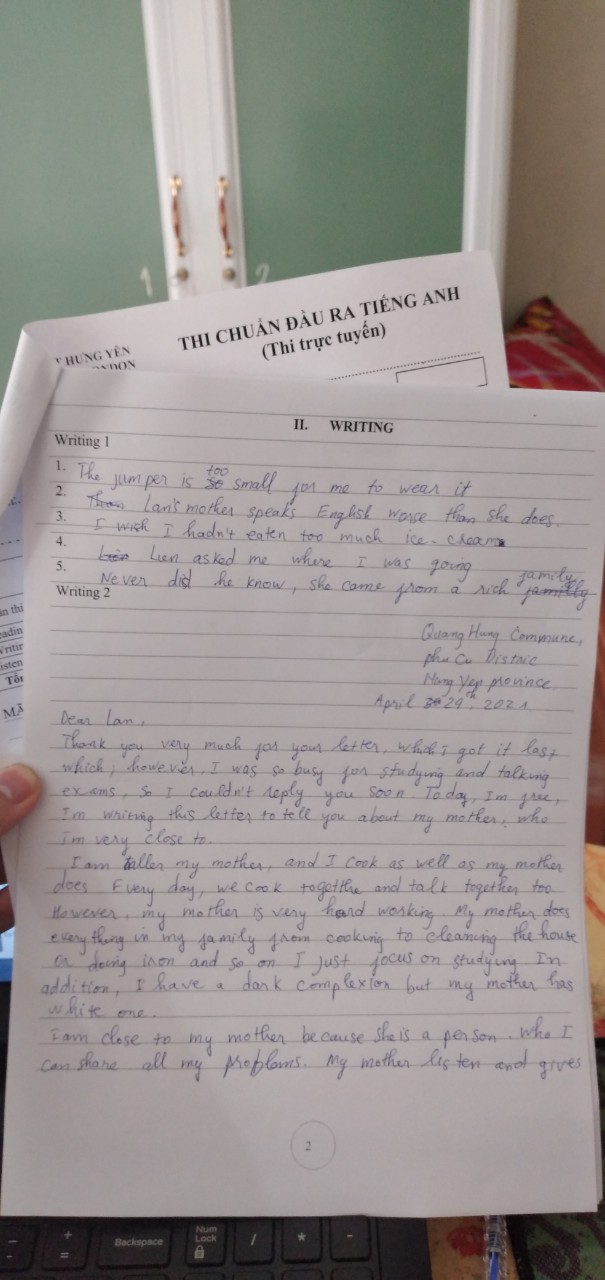 1 2
THI CHUẨN ĐẦU RA TIẾNG ANH
(Thi trực tuyến)
HƯNG YÊN
II. WRITING
Writing 1
1. The jumper is too small for me to wear it
2. Lan's mother speaks English worse than she does.
3. I wish I hadn't eaten too much ice-cream
4. Lien asked me where I was going
5. Never did he know, she came from a rich family
Writing 2
Quang Hung Commune,
Phu Cu Distric
Hung Yep province
April 29th, 2021
Dear Lan,
Thank you very much for your letter, which I got it last
which, however, I was so busy for studying and talking
exams, so I couldn't reply you soon. Today, I'm free,
I'm writing this letter to tell you about my mother, who
I'm very close to.
I am taller my mother, and I cook as well as my mother
does. Every day, we cook togetthe and talk together too.
However, my mother is very hard working. My mother does
everything in my family from cooking to cleaning the house
or doing iron and so on. I just focus on studying. In
addition, I have a dark complexion but my mother has
white one.
I am close to my mother because she is a person who I
can share all my problems. My mother listen and gives
2
Backspace
Num
Lock
/
*
-
+
=